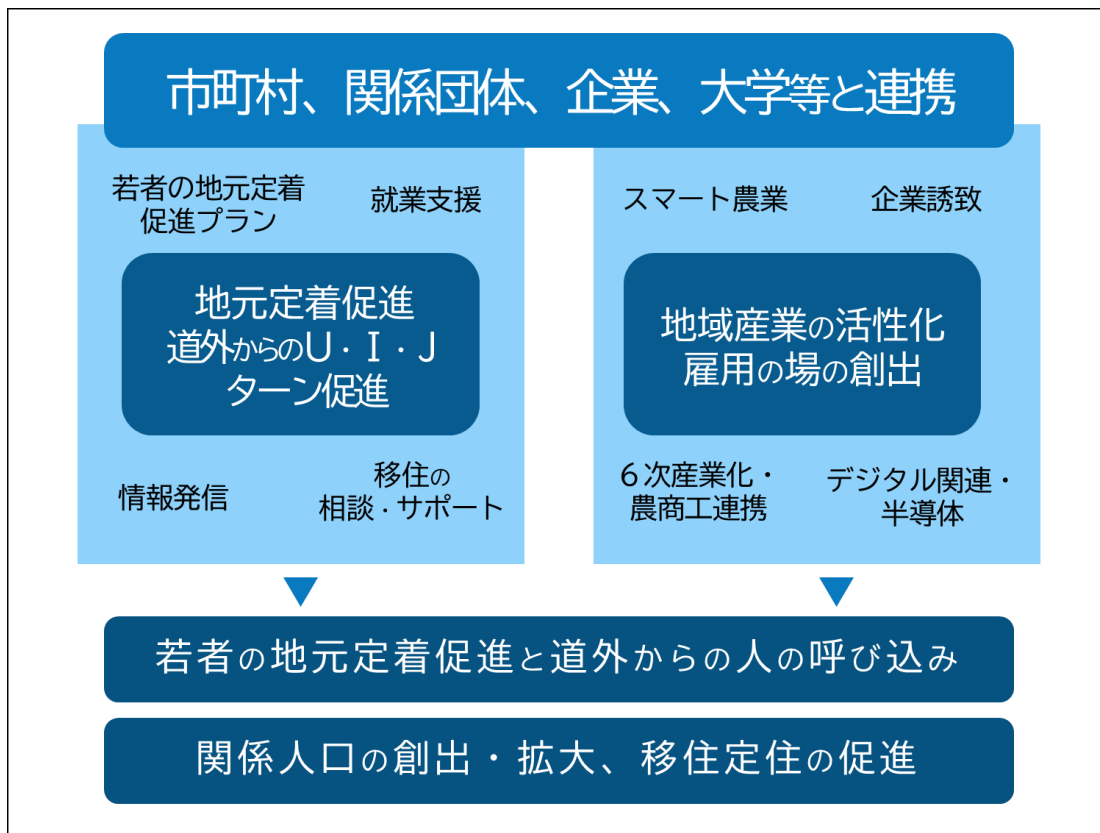 市町村、関係団体、企業、大学等と連携
若者の地元定着
促進プラン
就業支援
地元定着促進
道外からのU・I・J
ターン促進
情報発信
移住の
相談・サポート
スマート農業
企業誘致
地域産業の活性化
雇用の場の創出
６次産業化・
農商工連携
デジタル関連・
半導体
若者の地元定着促進と道外からの人の呼び込み
関係人口の創出・拡大、移住定住の促進